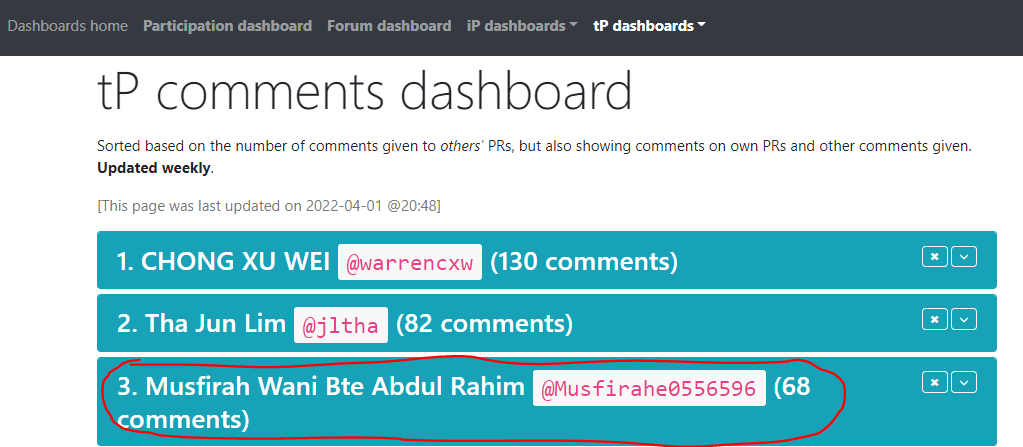 Dashboards home Participation dashboard Forum dashboard iP dashboards tP dashboards
tP comments dashboard
Sorted based on the number of comments given to others' PRs, but also showing comments on own PRs and other comments given.
Updated weekly.
[This page was last updated on 2022-04-01 @20:48]
1. CHONG XU WEI @warrencxw (130 comments)
2. Tha Jun Lim @jltha (82 comments)
3. Musfirah Wani Bte Abdul Rahim @Musfirahe0556596 (68
comments)